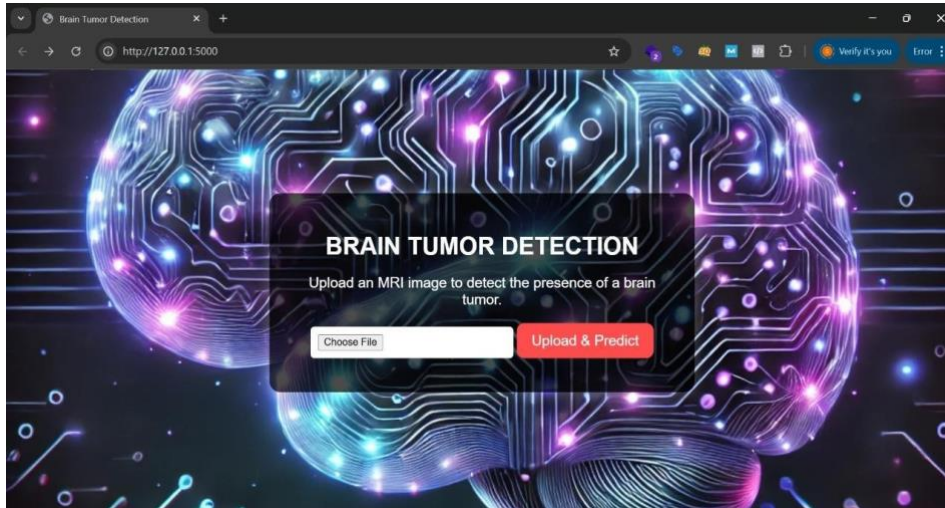 Brain Tumor Detection
http://127.0.0.1:5000
2
Verify it's you
Error
BRAIN TUMOR DETECTION
Upload an MRI image to detect the presence of a brain
tumor.
Choose File
Upload & Predict